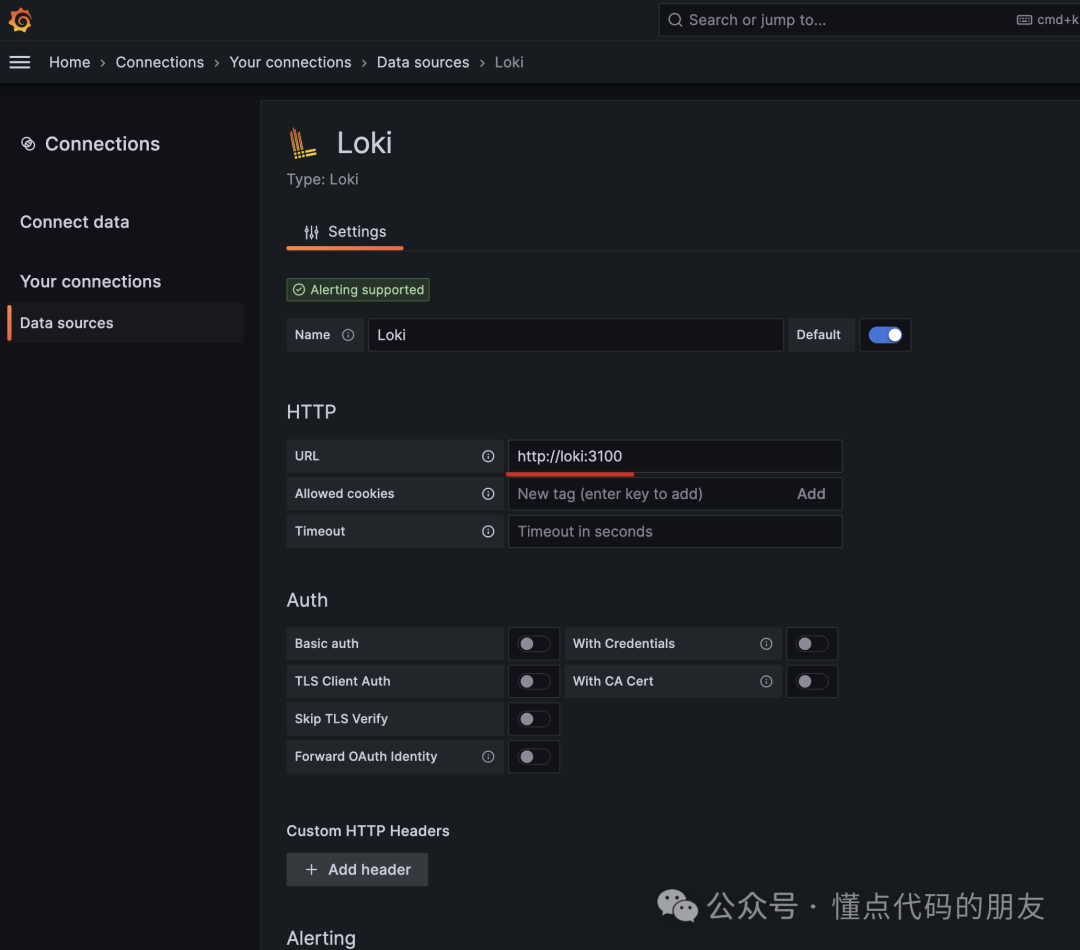 Search or jump to... cmd+k
Home › Connections › Your connections › Data sources › Loki
Connections
Connect data
Your connections
Data sources
Loki
Type: Loki
Settings
Alerting supported
Name Loki Default
HTTP
URL http://loki:3100
Allowed cookies New tag (enter key to add) Add
Timeout Timeout in seconds
Auth
Basic auth With Credentials
TLS Client Auth With CA Cert
Skip TLS Verify
Forward OAuth Identity
Custom HTTP Headers
+ Add header
公众号 · 懂点代码的朋友
Alerting